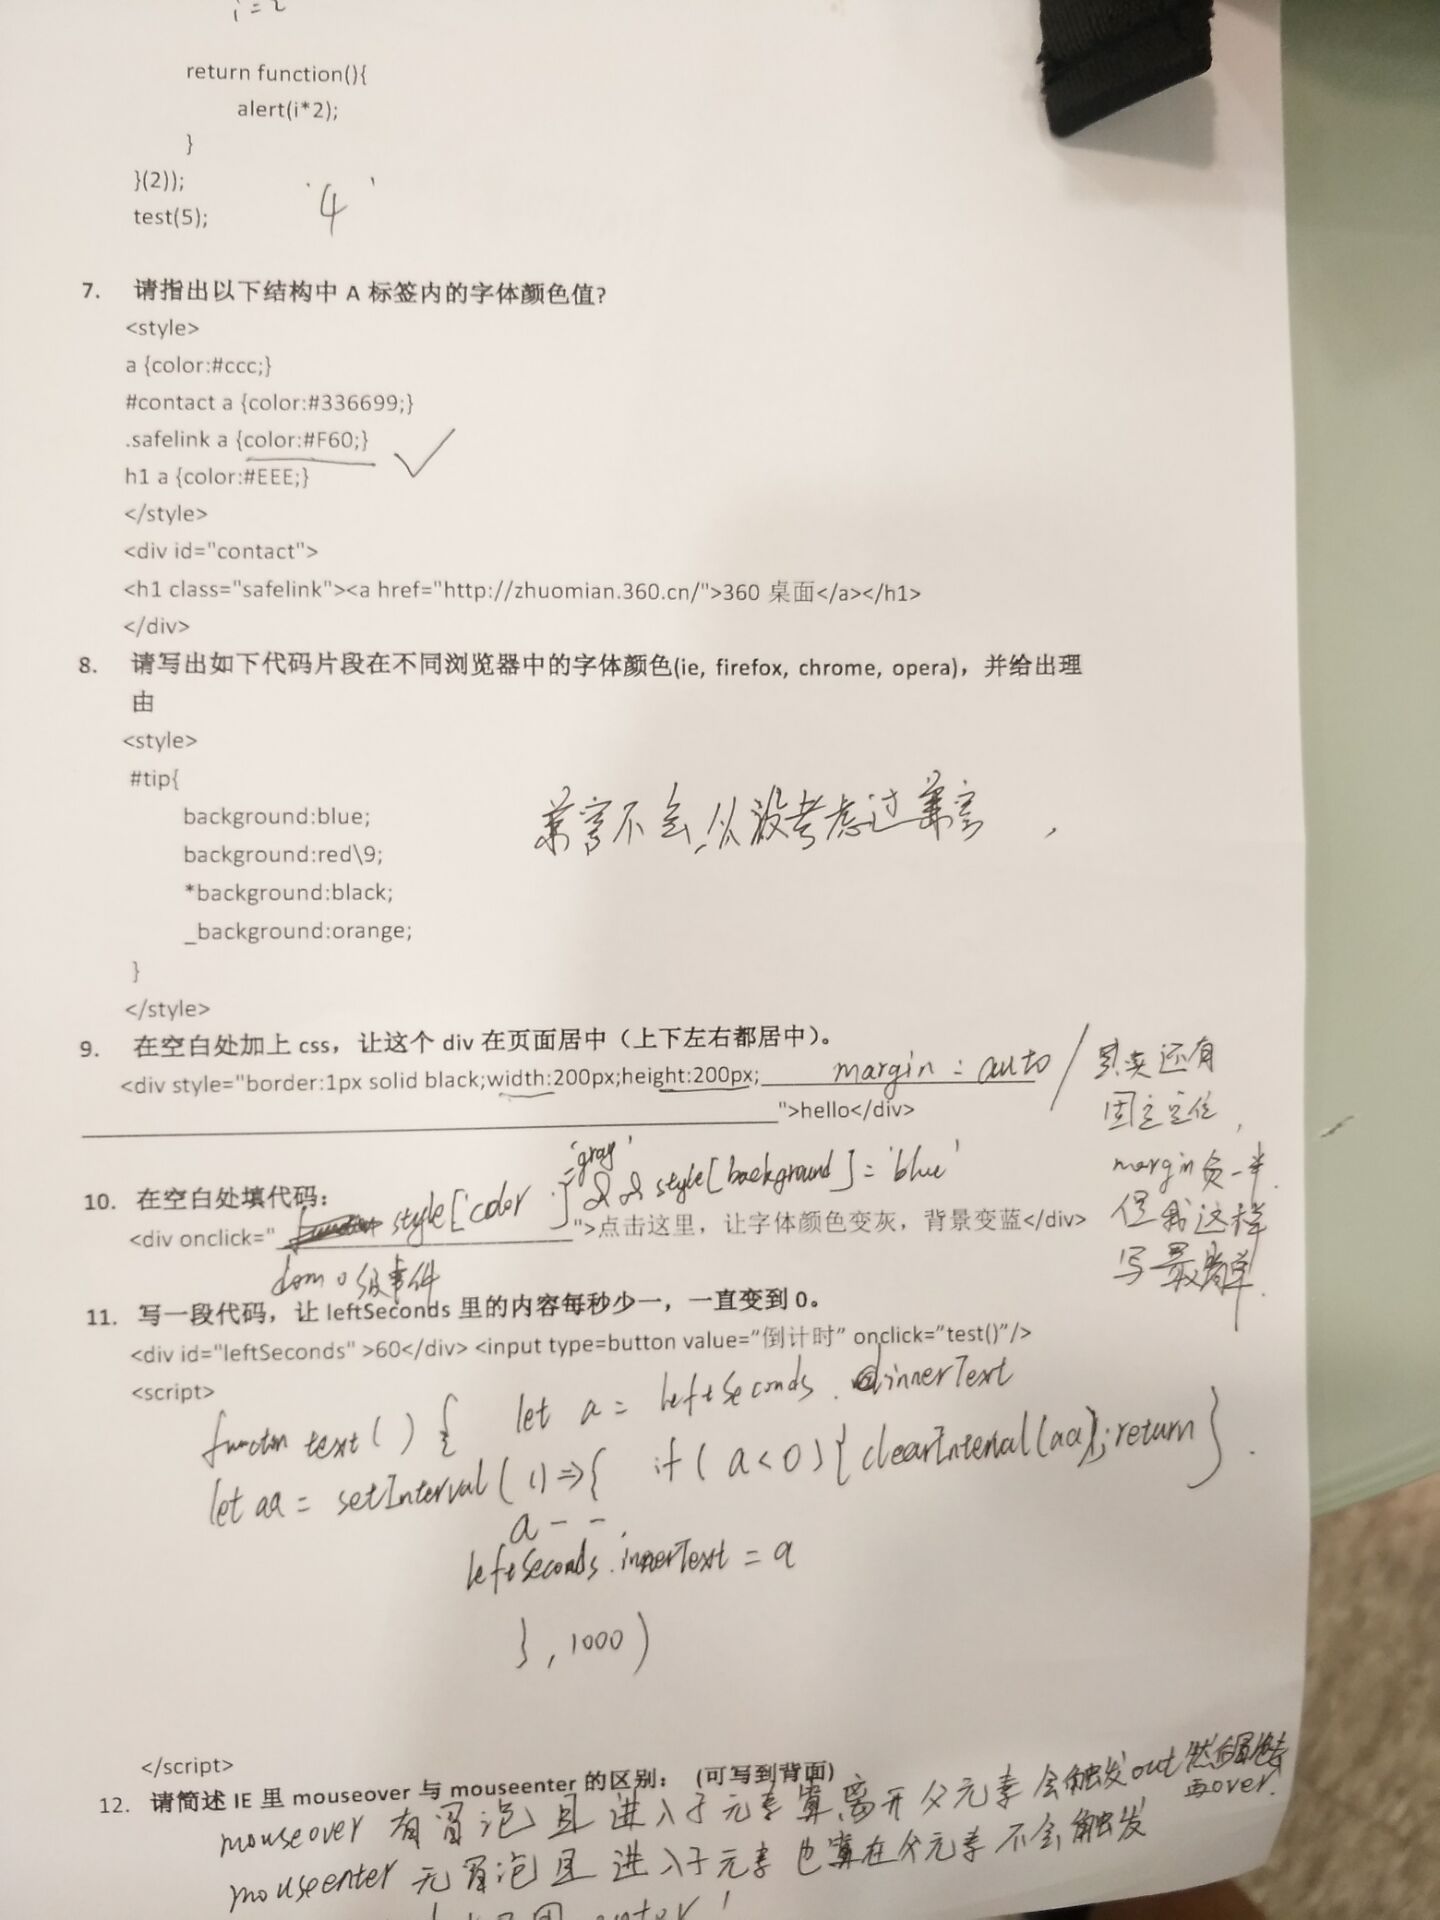 i = 2
return function(){
alert(i*2);
}
}(2));
test(5);
'4'
7. 请指出以下结构中 A 标签内的字体颜色值?
<style>
a {color:#ccc;}
#contact a {color:#336699;}
.safelink a {color:#F60;}
h1 a {color:#EEE;}
</style>
<div id="contact">
<h1 class="safelink"><a href="http://zhuomian.360.cn/">360 桌面</a></h1>
</div>
8. 请写出如下代码片段在不同浏览器中的字体颜色(ie, firefox, chrome, opera)，并给出理
由
<style>
#tip{
background:blue;
background:red\9;
兼容不会,从没考虑过兼容,
*background:black;
_background:orange;
}
</style>
9. 在空白处加上 css，让这个 div 在页面居中（上下左右都居中）。
<div style="border:1px solid black;width:200px;height:200px; margin : auto
">hello</div>
其实还有
固定定位,
margin负一半.
但我这样
写最简单.
10. 在空白处填代码：
='gray'
style['color'] && style[background]='blue'
<div onclick=" ">点击这里，让字体颜色变灰，背景变蓝</div>
dom 0级事件
11. 写一段代码，让 leftSeconds 里的内容每秒少一，一直变到 0。
<div id="leftSeconds" >60</div> <input type=button value=”倒计时” onclick=”test()”/>
<script>
functon text ( ) { let a = leftSeconds . innerText
let aa = setInterval ( ()=>{ if ( a < 0 ) { clearInterval(aa);return } .
a - - ,
leftSeconds . innerText = a
} , 1000 )
</script>
12. 请简述 IE 里 mouseover 与 mouseenter 的区别：（可写到背面）
mouseover 有冒泡且进入子元素算离开父元素会触发out 然后
再over.
mouseenter 无冒泡且进入子元素也算在父元素不会触发
enter